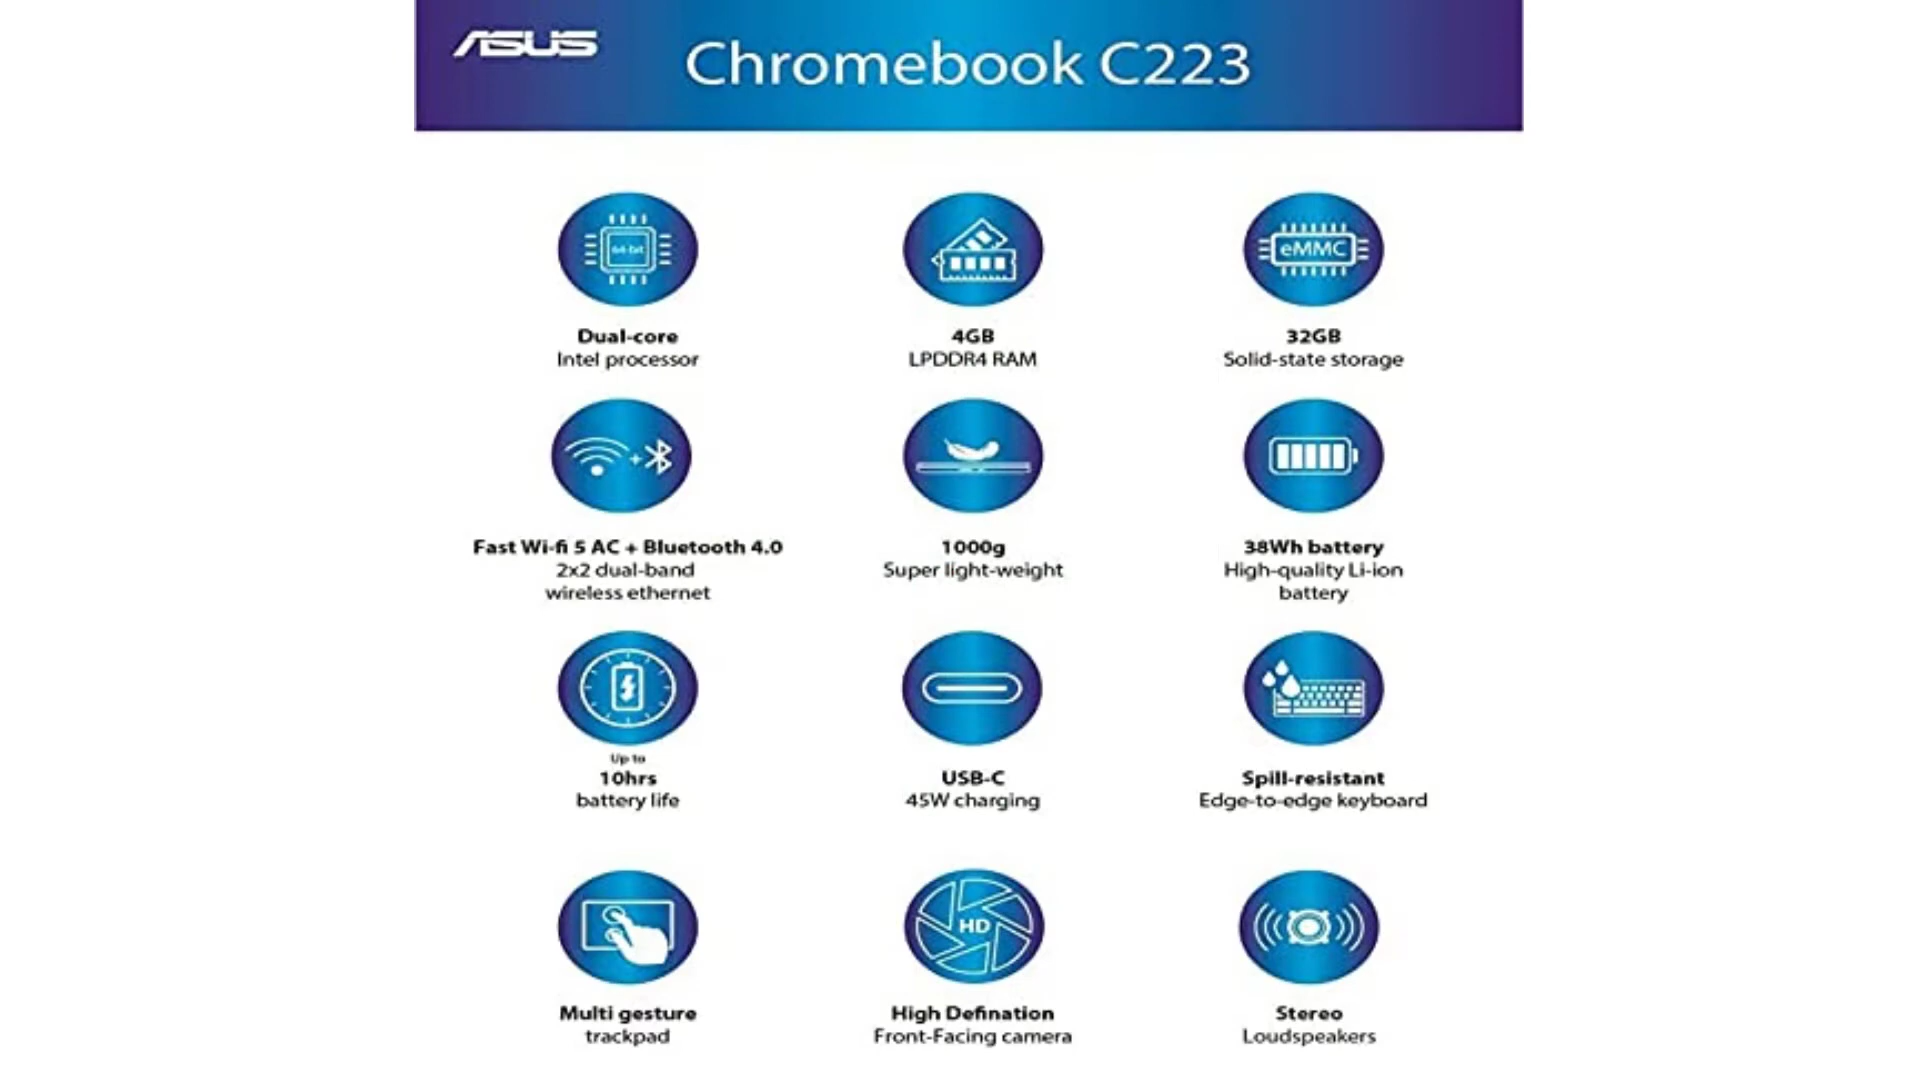 ASUS
Chromebook C223
64-bit
eMMC
Dual-core
Intel processor
4GB
LPDDR4 RAM
32GB
Solid-state storage
Fast Wi-fi 5 AC + Bluetooth 4.0
2x2 dual-band
wireless ethernet
1000g
Super light-weight
38Wh battery
High-quality Li-ion
battery
Up to
10hrs
battery life
USB-C
45W charging
Spill-resistant
Edge-to-edge keyboard
HD
Multi gesture
trackpad
High Defination
Front-Facing camera
Stereo
Loudspeakers